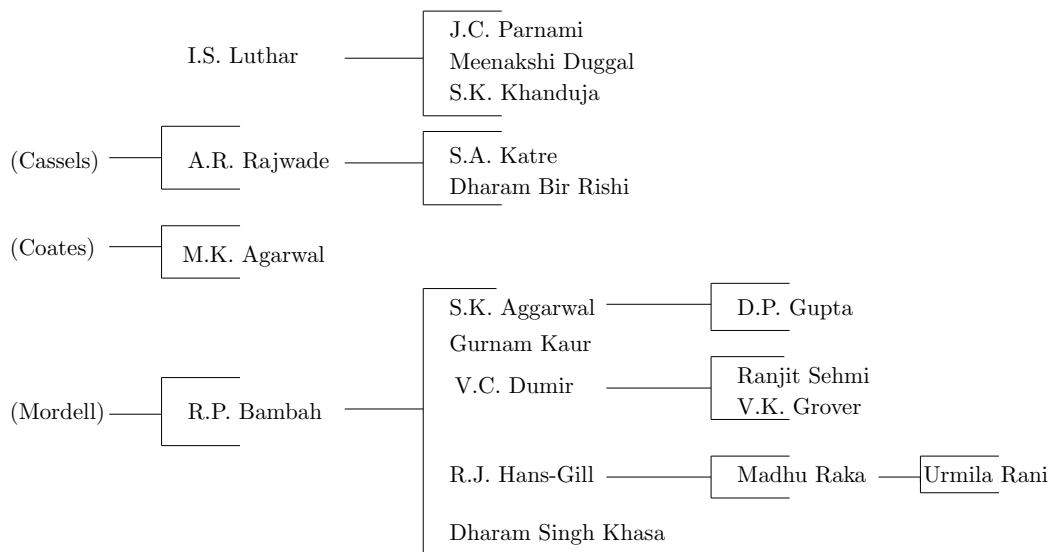 I.S. Luthar
J.C. Parnami
Meenakshi Duggal
S.K. Khanduja
(Cassels)
A.R. Rajwade
S.A. Katre
Dharam Bir Rishi
(Coates)
M.K. Agarwal
(Mordell)
R.P. Bambah
S.K. Aggarwal
D.P. Gupta
Gurnam Kaur
V.C. Dumir
Ranjit Sehmi
V.K. Grover
R.J. Hans-Gill
Madhu Raka
Urmila Rani
Dharam Singh Khasa